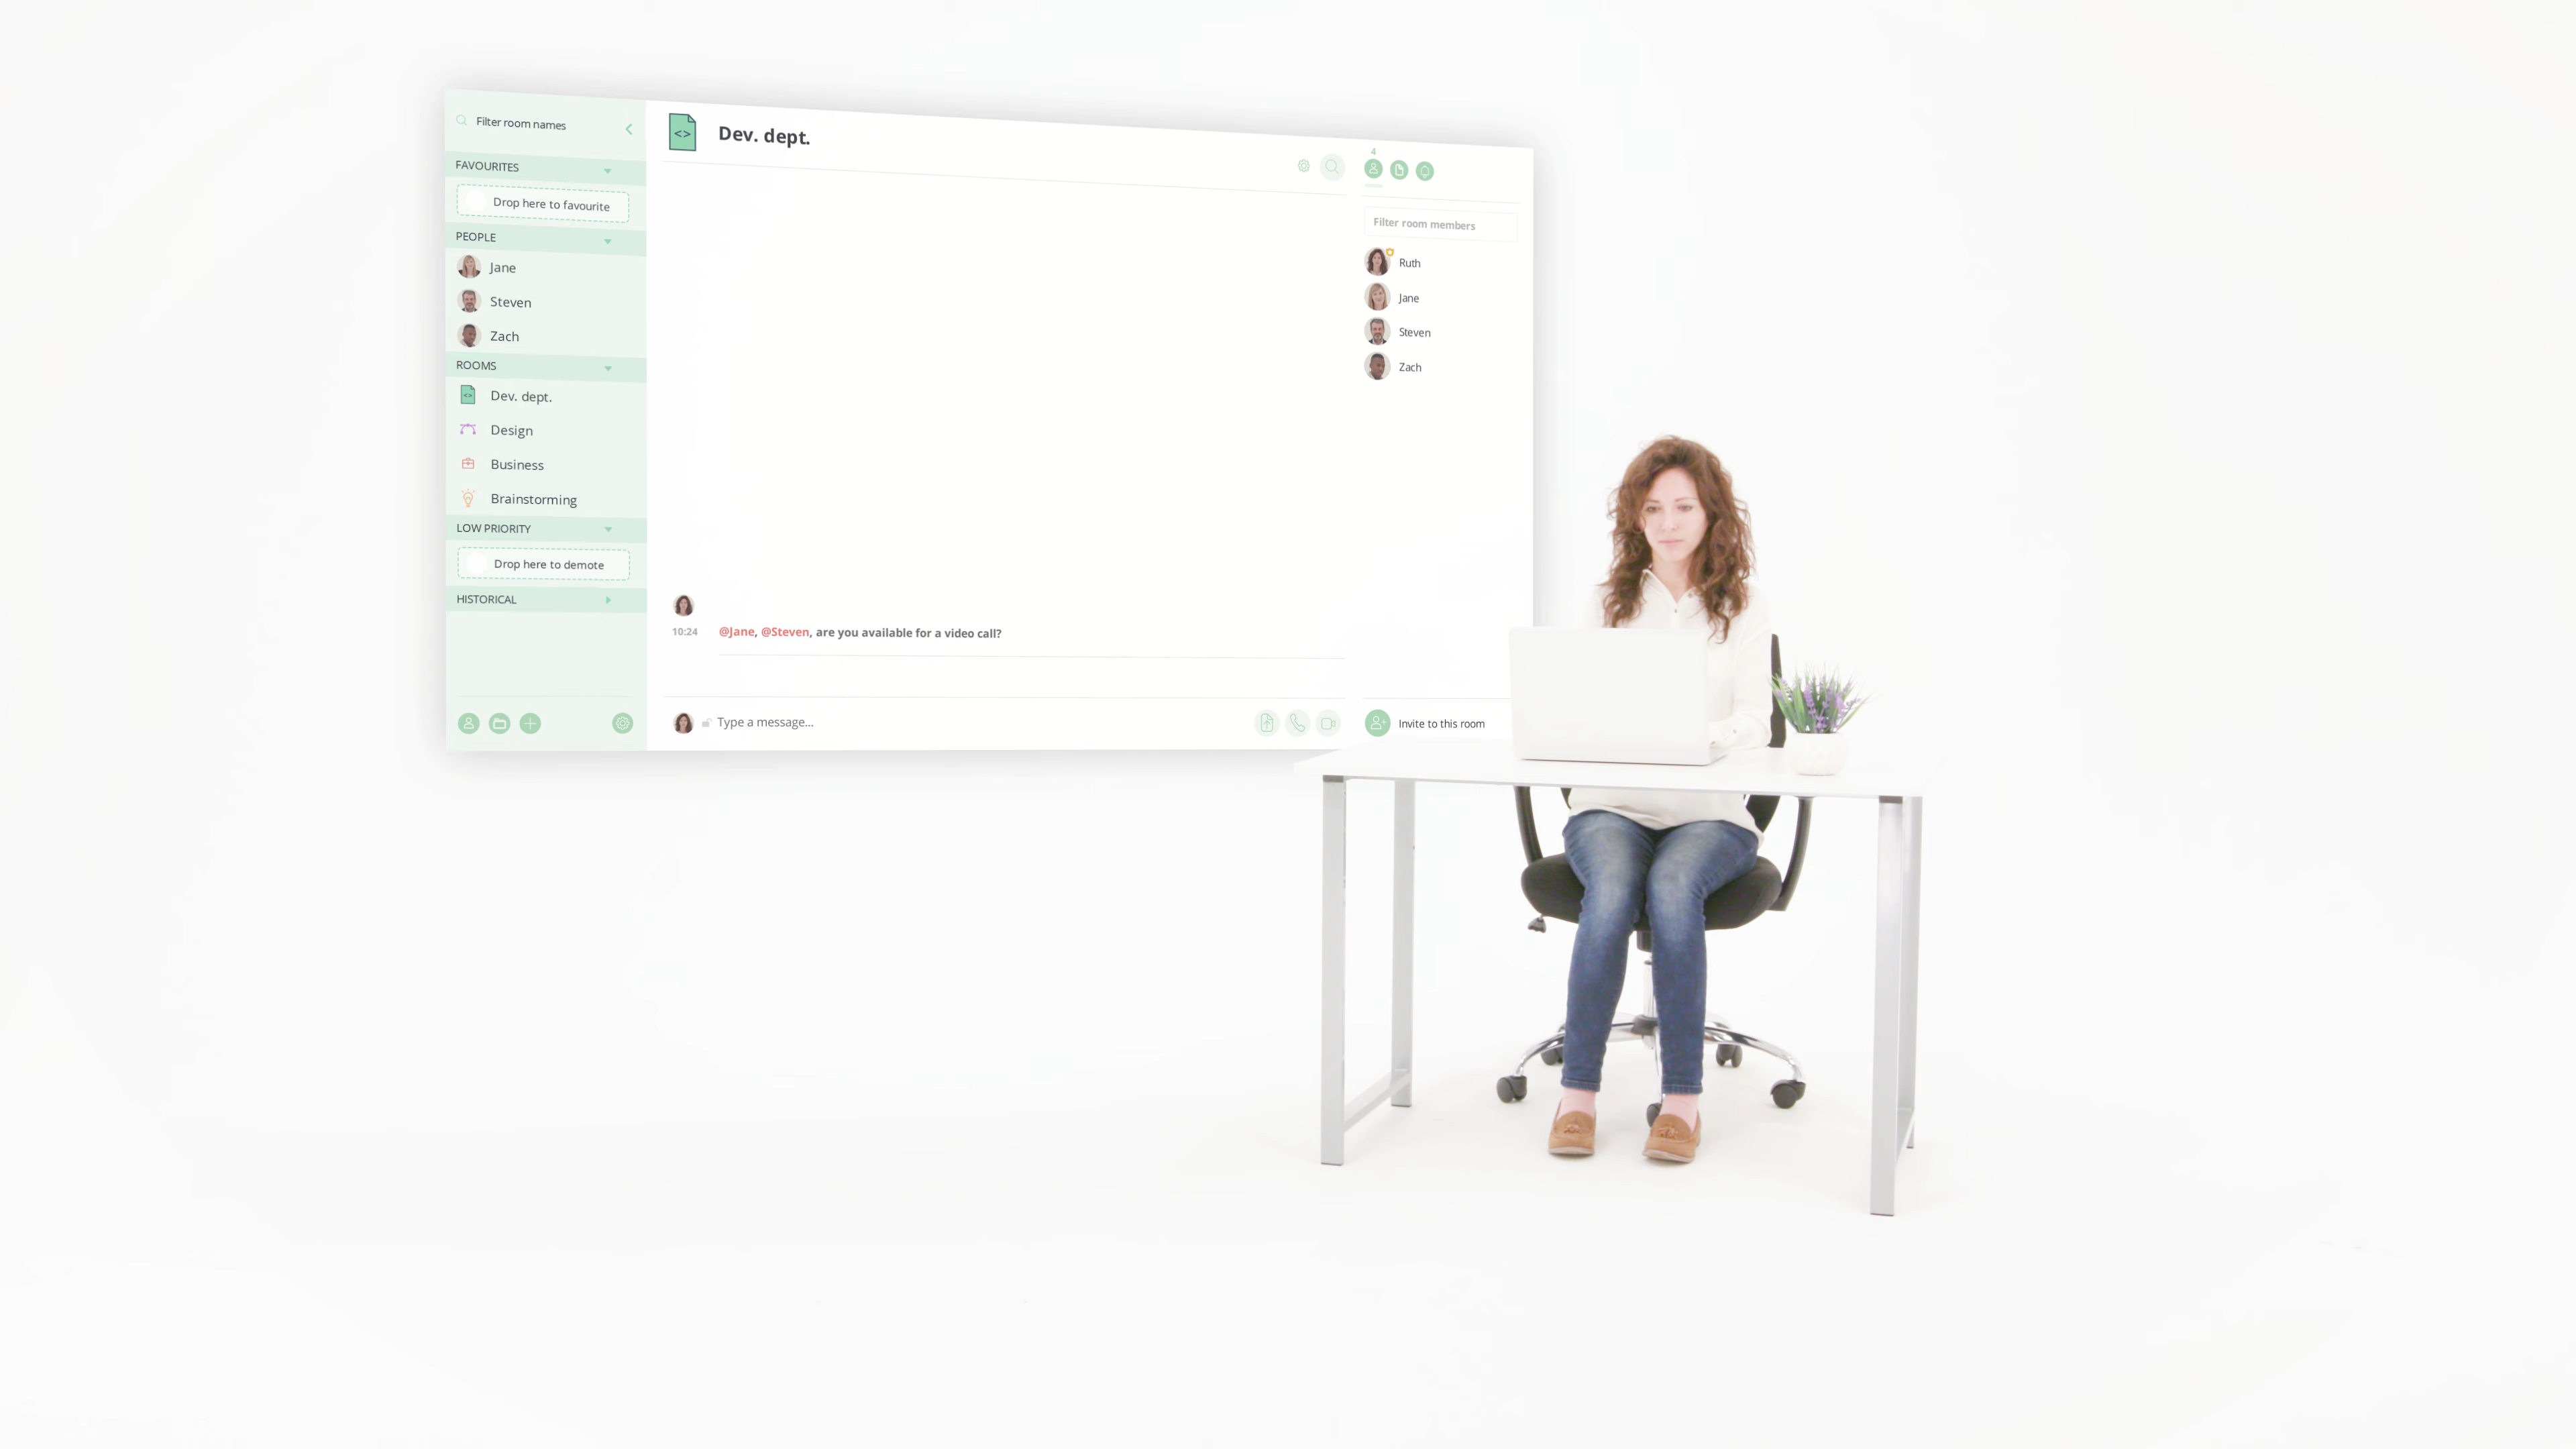 Filter room names
FAVOURITES
Drop here to favourite
PEOPLE
Jane
Steven
Zach
ROOMS
Dev. dept.
Design
Business
Brainstorming
LOW PRIORITY
Drop here to demote
HISTORICAL
<> Dev. dept.
10:24 @Jane, @Steven, are you available for a video call?
Type a message...
4
Filter room members
Ruth
Jane
Steven
Zach
Invite to this room